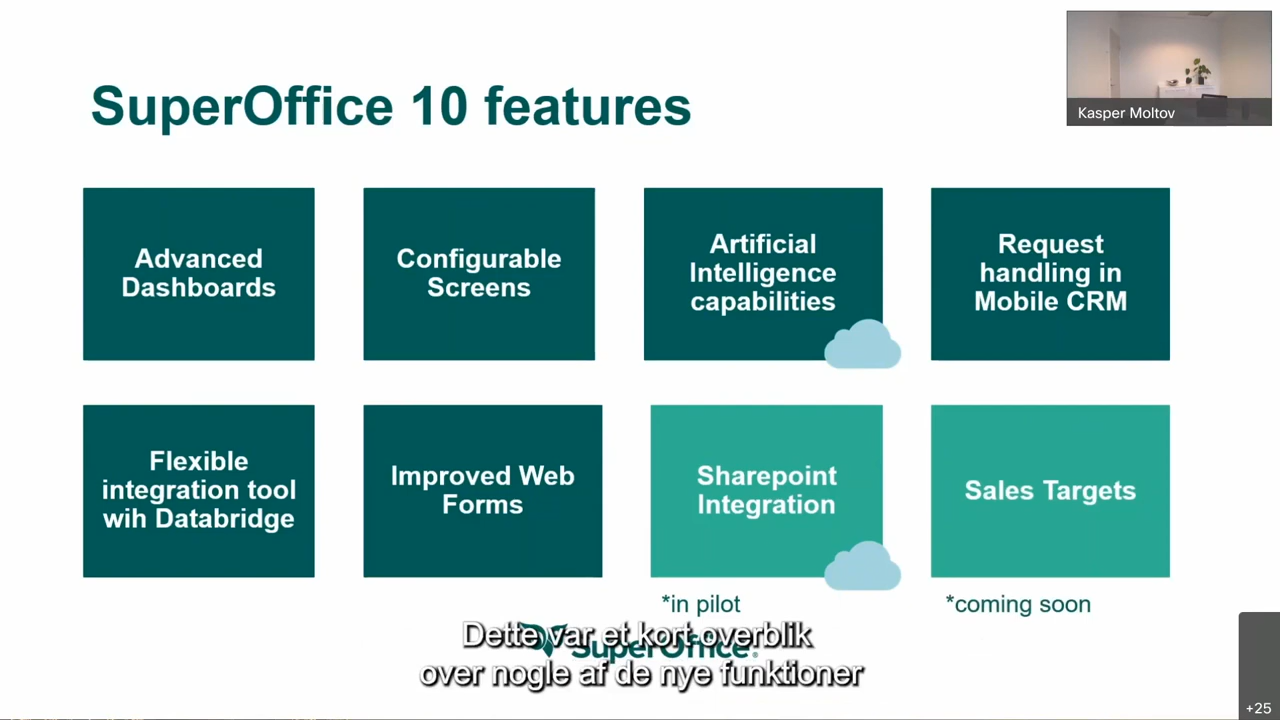 SuperOffice 10 features
Kasper Moltov
Advanced
Dashboards
Configurable
Screens
Artificial
Intelligence
capabilities
Request
handling in
Mobile CRM
Flexible
integration tool
wih Databridge
Improved Web
Forms
Sharepoint
Integration
Sales Targets
*in pilot
*coming soon
SuperOffice®
Dette var et kort overblik
over nogle af de nye funktioner
+25